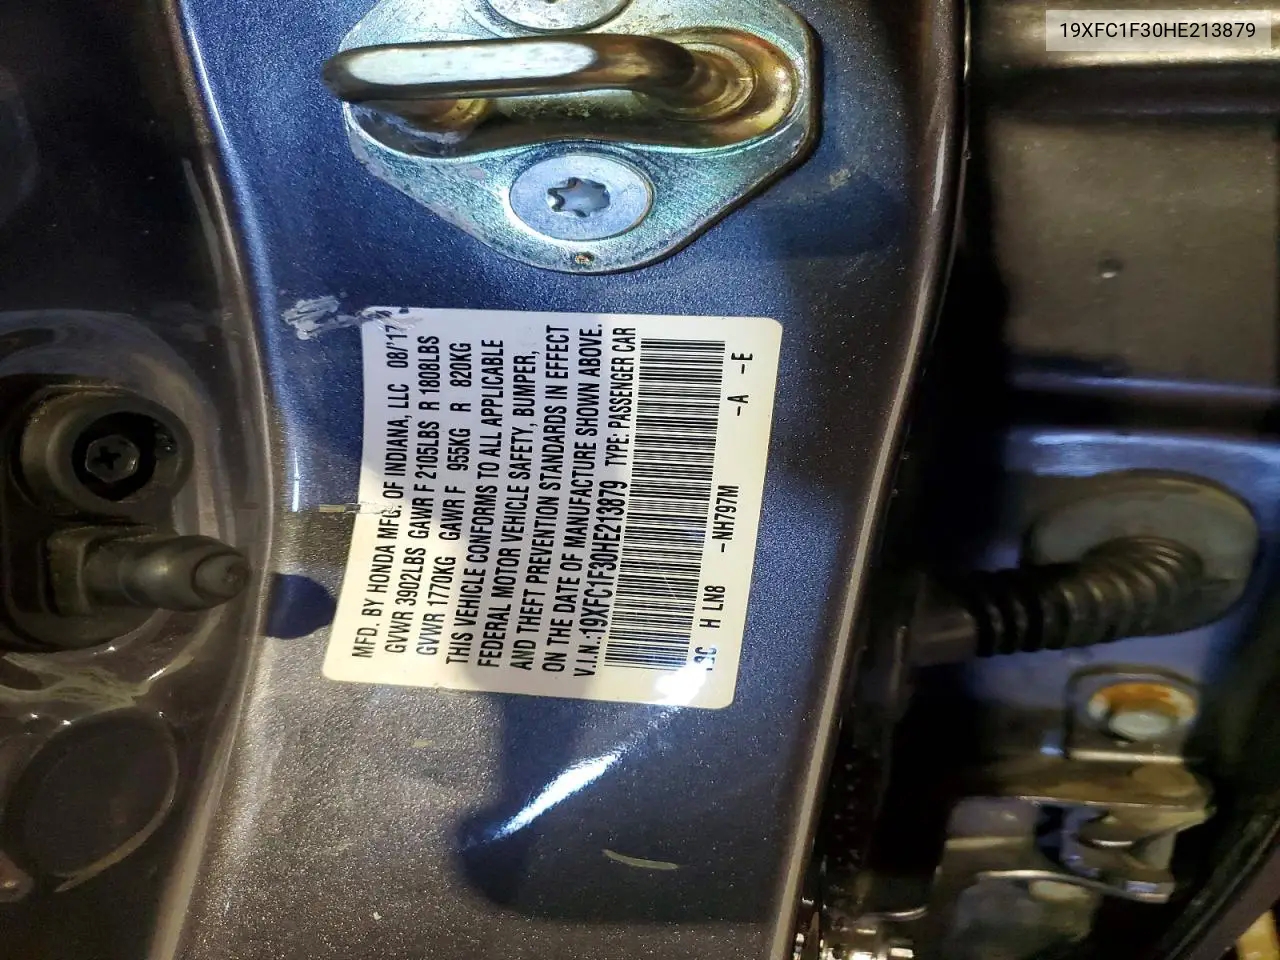 19XFC1F30HE213879
MFD. BY HONDA MFG. OF INDIANA, LLC 08/17
GVWR 3902LBS GAWR F 2105LBS R 1808LBS
GVWR 1770KG GAWR F 955KG R 820KG
THIS VEHICLE CONFORMS TO ALL APPLICABLE
FEDERAL MOTOR VEHICLE SAFETY, BUMPER,
AND THEFT PREVENTION STANDARDS IN EFFECT
ON THE DATE OF MANUFACTURE SHOWN ABOVE.
V.I.N.:19XFC1F30HE213879 TYPE: PASSENGER CAR
H LN8 -NH797M -A -E